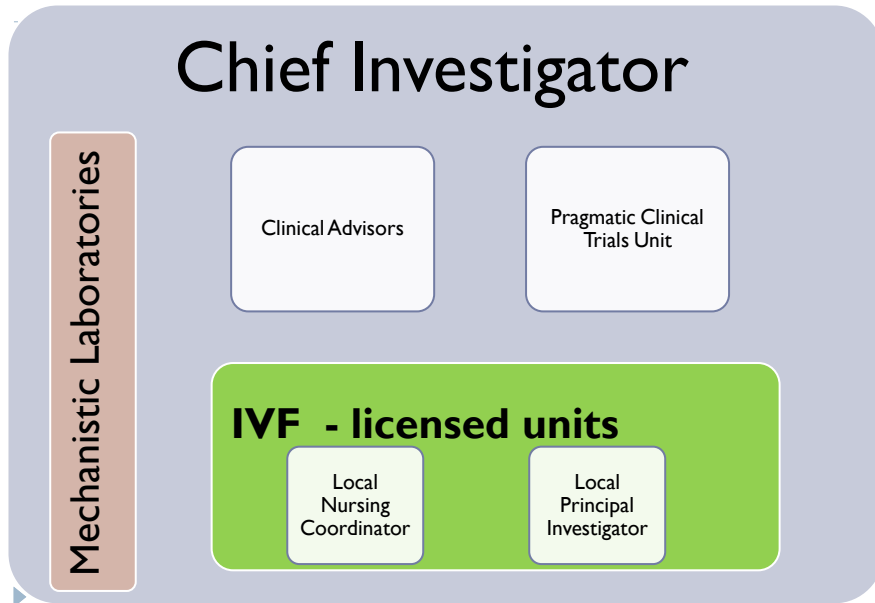 Chief Investigator
Mechanistic Laboratories
Clinical Advisors
Pragmatic Clinical
Trials Unit
IVF - licensed units
Local
Nursing
Coordinator
Local
Principal
Investigator